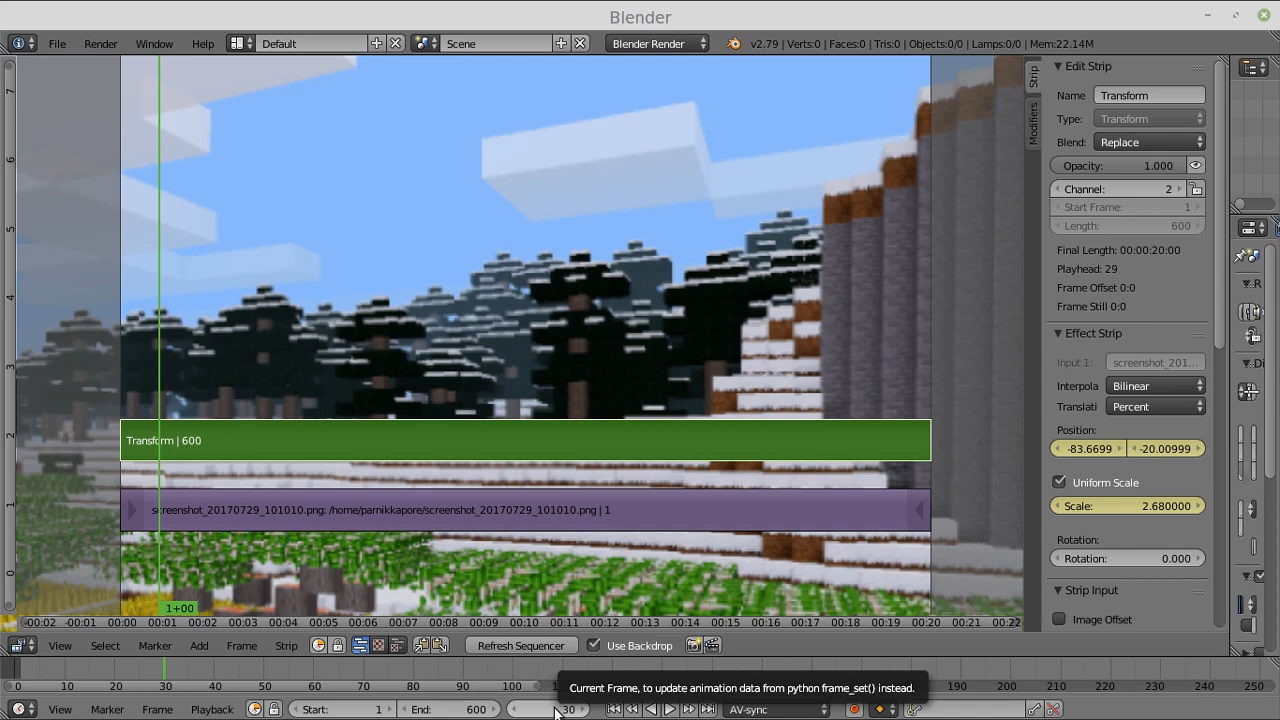 Blender
File Render Window Help Default Scene Blender Render v2.79 | Verts:0 | Faces:0 | Tris:0 | Objects:0/0 | Lamps:0/0 | Mem:22.14M
7
6
5
4
3
2
1
0
Transform | 600
screenshot_20170729_101010.png: /home/parnikkapore/screenshot_20170729_101010.png | 1
1+00
-00:02 -00:01 00:00 00:01 00:02 00:03 00:04 00:05 00:06 00:07 00:08 00:09 00:10 00:11 00:12 00:13 00:14 00:15 00:16 00:17 00:18 00:19 00:20 00:21 00:22
Strip
Modifiers
Edit Strip
Name Transform
Type: Transform
Blend: Replace
Opacity: 1.000
Channel: 2
Start Frame: 1
Length: 600
Final Length: 00:00:20:00
Playhead: 29
Frame Offset 0:0
Frame Still 0:0
Effect Strip
Input 1: screenshot_201...
Interpola Bilinear
Translati Percent
Position:
-83.6699 -20.00999
Uniform Scale
Scale: 2.680000
Rotation:
Rotation: 0.000
Strip Input
Image Offset
R
Di
View Select Marker Add Frame Strip Refresh Sequencer Use Backdrop
0 10 20 30 40 50 60 70 80 90 100 190 200 210 220 230 240 250
Current Frame, to update animation data from python frame_set() instead.
View Marker Frame Playback Start: 1 End: 600 30 AV-sync